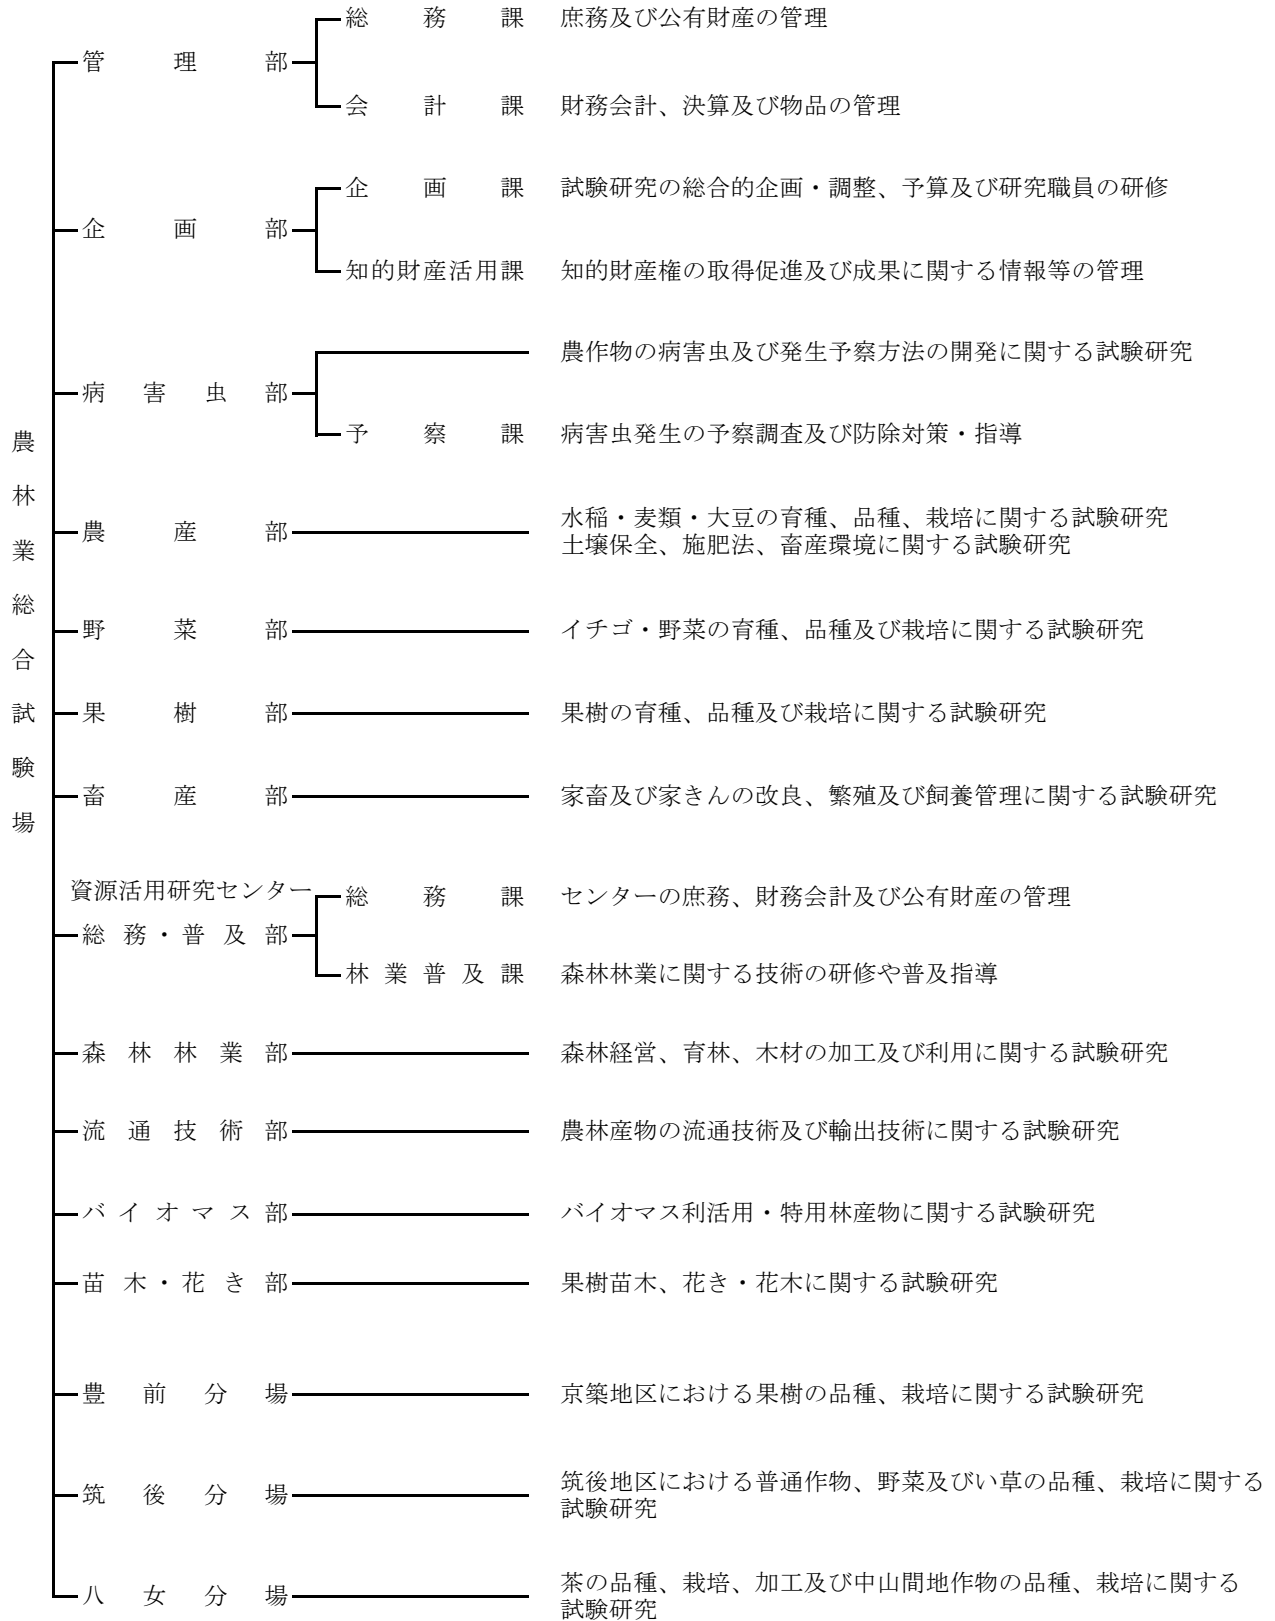 農林業総合試験場
総務課 庶務及び公有財産の管理
管理部
会計課 財務会計、決算及び物品の管理
企画課 試験研究の総合的企画・調整、予算及び研究職員の研修
企画部
知的財産活用課 知的財産権の取得促進及び成果に関する情報等の管理
農作物の病害虫及び発生予察方法の開発に関する試験研究
病害虫部
予察課 病害虫発生の予察調査及び防除対策・指導
農産部 水稲・麦類・大豆の育種、品種、栽培に関する試験研究
土壌保全、施肥法、畜産環境に関する試験研究
野菜部 イチゴ・野菜の育種、品種及び栽培に関する試験研究
果樹部 果樹の育種、品種及び栽培に関する試験研究
畜産部 家畜及び家きんの改良、繁殖及び飼養管理に関する試験研究
資源活用研究センター
総務課 センターの庶務、財務会計及び公有財産の管理
総務・普及部
林業普及課 森林林業に関する技術の研修や普及指導
森林林業部 森林経営、育林、木材の加工及び利用に関する試験研究
流通技術部 農林産物の流通技術及び輸出技術に関する試験研究
バイオマス部 バイオマス利活用・特用林産物に関する試験研究
苗木・花き部 果樹苗木、花き・花木に関する試験研究
豊前分場 京築地区における果樹の品種、栽培に関する試験研究
筑後分場 筑後地区における普通作物、野菜及びい草の品種、栽培に関する
試験研究
八女分場 茶の品種、栽培、加工及び中山間地作物の品種、栽培に関する
試験研究